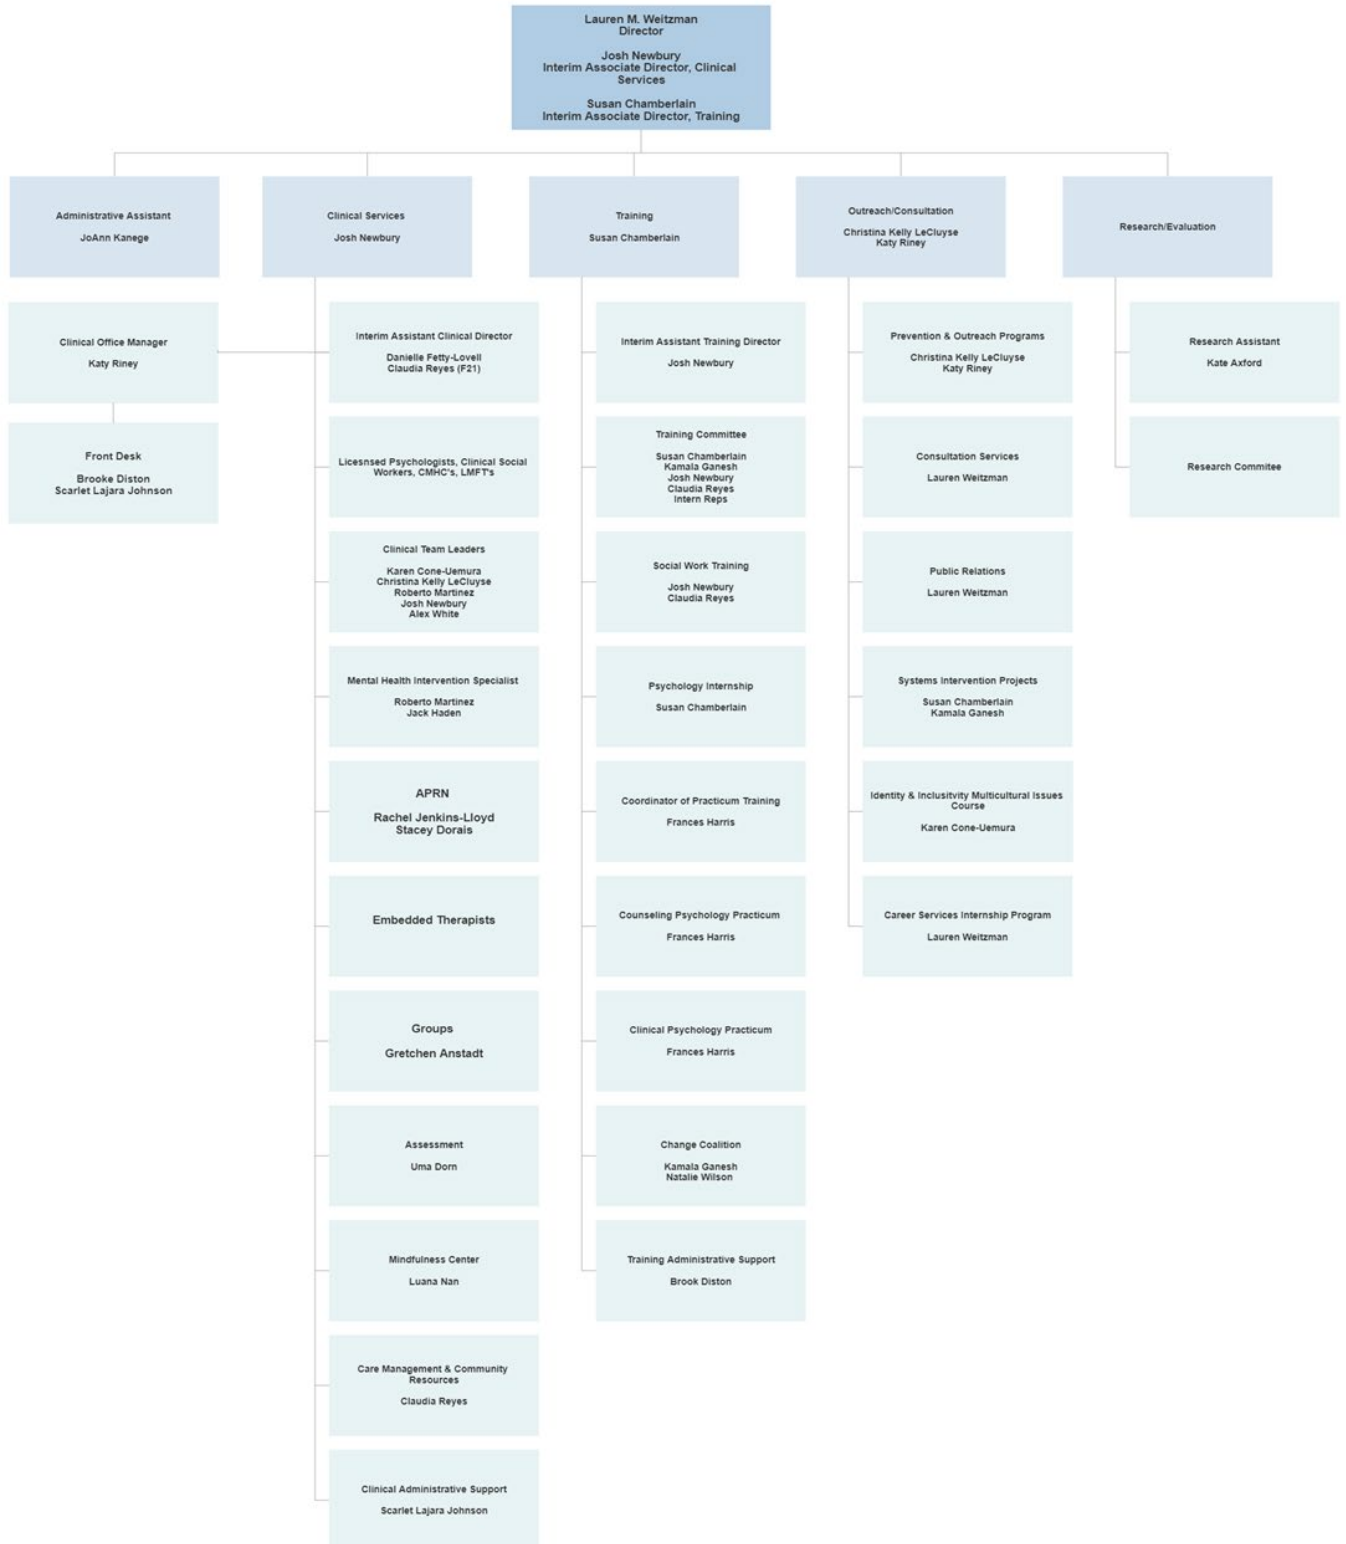 Lauren M. Weitzman
Director
Josh Newbury
Interim Associate Director, Clinical
Services
Susan Chamberlain
Interim Associate Director, Training
Administrative Assistant
JoAnn Kanege
Clinical Services
Josh Newbury
Training
Susan Chamberlain
Outreach/Consultation
Christina Kelly LeCluyse
Katy Riney
Research/Evaluation
Clinical Office Manager
Katy Riney
Front Desk
Brooke Diston
Scarlet Lajara Johnson
Interim Assistant Clinical Director
Danielle Fetty-Lovell
Claudia Reyes (F21)
Licesnsed Psychologists, Clinical Social
Workers, CMHC's, LMFT's
Clinical Team Leaders
Karen Cone-Uemura
Christina Kelly LeCluyse
Roberto Martinez
Josh Newbury
Alex White
Mental Health Intervention Specialist
Roberto Martinez
Jack Haden
APRN
Rachel Jenkins-Lloyd
Stacey Dorais
Embedded Therapists
Groups
Gretchen Anstadt
Assessment
Uma Dorn
Mindfulness Center
Luana Nan
Care Management & Community
Resources
Claudia Reyes
Clinical Administrative Support
Scarlet Lajara Johnson
Interim Assistant Training Director
Josh Newbury
Training Committee
Susan Chamberlain
Kamala Ganesh
Josh Newbury
Claudia Reyes
Intern Reps
Social Work Training
Josh Newbury
Claudia Reyes
Psychology Internship
Susan Chamberlain
Coordinator of Practicum Training
Frances Harris
Counseling Psychology Practicum
Frances Harris
Clinical Psychology Practicum
Frances Harris
Change Coalition
Kamala Ganesh
Natalie Wilson
Training Administrative Support
Brook Diston
Prevention & Outreach Programs
Christina Kelly LeCluyse
Katy Riney
Consultation Services
Lauren Weitzman
Public Relations
Lauren Weitzman
Systems Intervention Projects
Susan Chamberlain
Kamala Ganesh
Identity & Inclusitvity Multicultural Issues
Course
Karen Cone-Uemura
Career Services Internship Program
Lauren Weitzman
Research Assistant
Kate Axford
Research Commitee